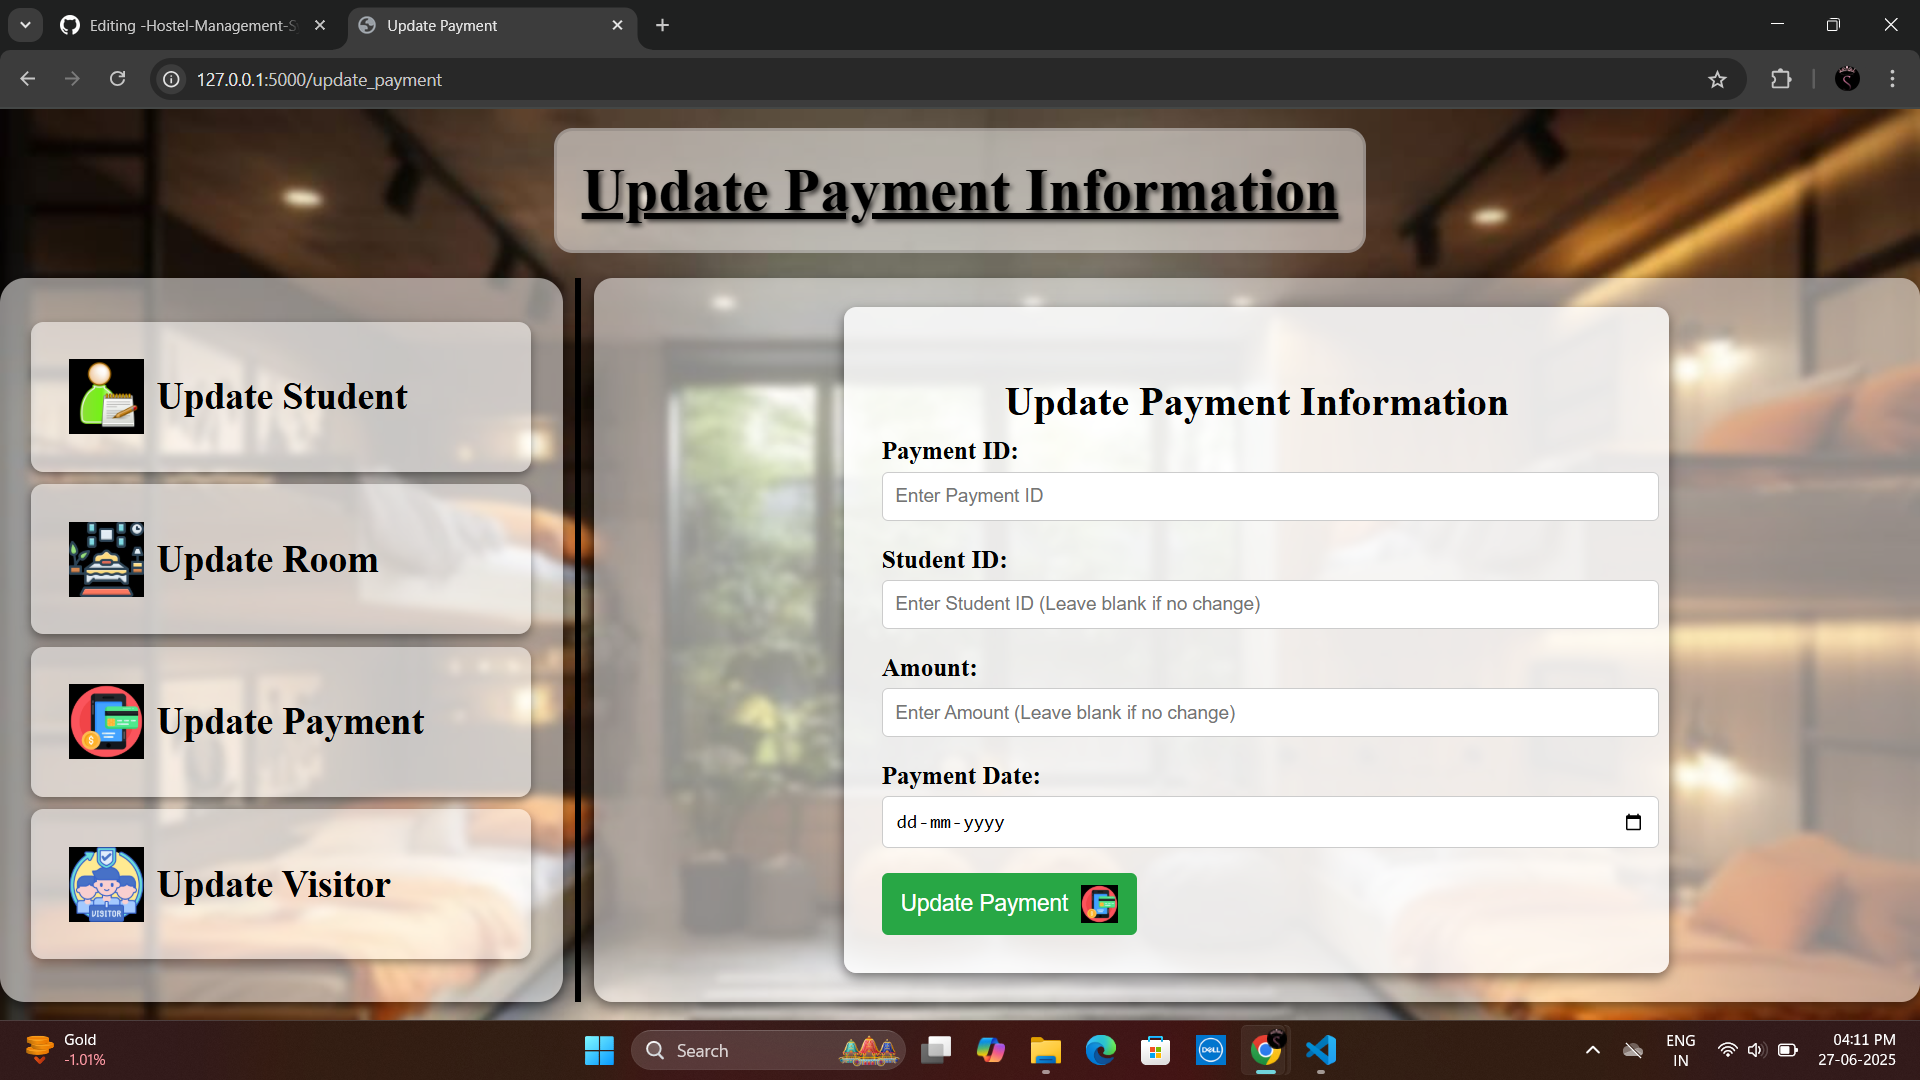 Editing -Hostel-Management-S
Update Payment
127.0.0.1:5000/update_payment
Update Payment Information
Update Student
Update Room
Update Payment
VISITOR
Update Visitor
Update Payment Information
Payment ID:
Enter Payment ID
Student ID:
Enter Student ID (Leave blank if no change)
Amount:
Enter Amount (Leave blank if no change)
Payment Date:
dd-mm-yyyy
Update Payment
Gold
-1.01%
Search
DELL
ENG
IN
04:11 PM
27-06-2025